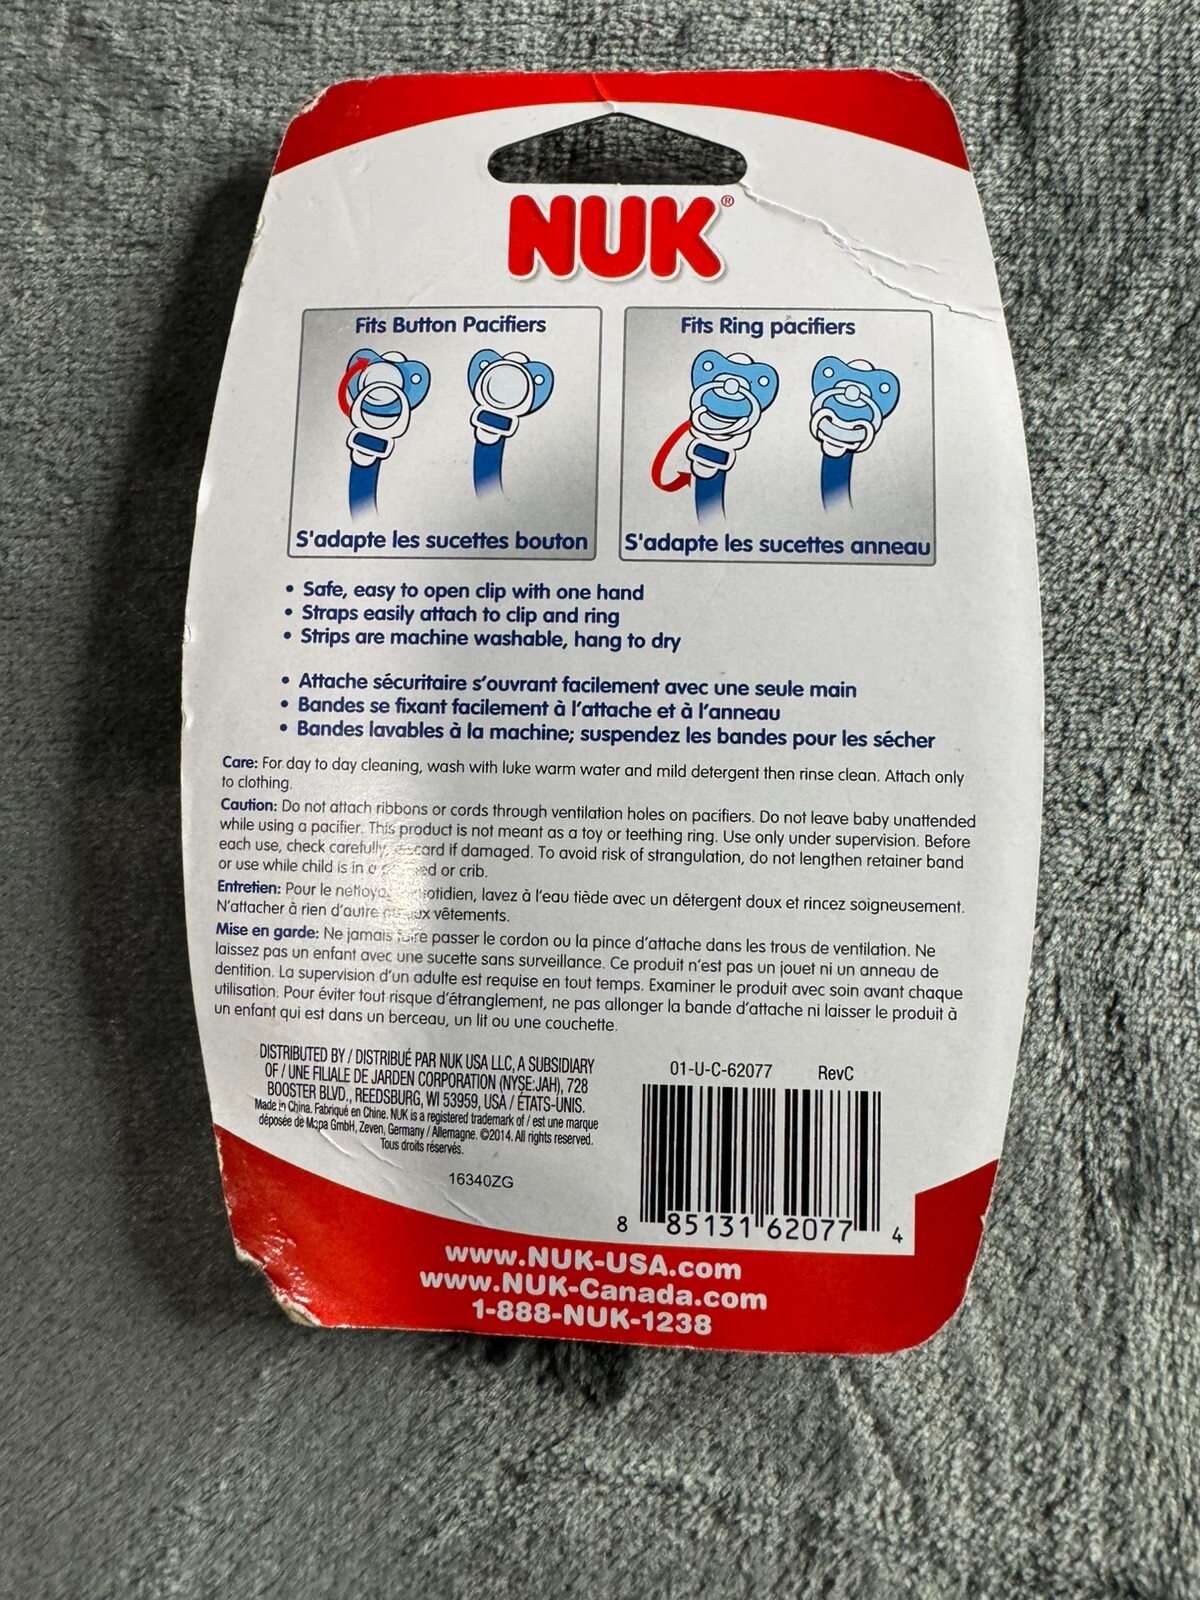 NUK®
Fits Button Pacifiers
S'adapte les sucettes bouton
Fits Ring pacifiers
S'adapte les sucettes anneau
• Safe, easy to open clip with one hand
• Straps easily attach to clip and ring
• Strips are machine washable, hang to dry
• Attache sécuritaire s'ouvrant facilement avec une seule main
• Bandes se fixant facilement à l'attache et à l'anneau
• Bandes lavables à la machine; suspendez les bandes pour les sécher
Care: For day to day cleaning, wash with luke warm water and mild detergent then rinse clean. Attach only
to clothing.
Caution: Do not attach ribbons or cords through ventilation holes on pacifiers. Do not leave baby unattended
while using a pacifier. This product is not meant as a toy or teething ring. Use only under supervision. Before
each use, check carefully, discard if damaged. To avoid risk of strangulation, do not lengthen retainer band
or use while child is in a or crib.
Entretien: Pour le quotidien, lavez à l'eau tiède avec un détergent doux et rincez soigneusement.
N'attacher à rien d'autre vêtements.
Mise en garde: Ne jamais faire passer le cordon ou la pince d'attache dans les trous de ventilation. Ne
laissez pas un enfant avec une sucette sans surveillance. Ce produit n'est pas un jouet ni un anneau de
dentition. La supervision d'un adulte est requise en tout temps. Examiner le produit avec soin avant chaque
utilisation. Pour éviter tout risque d'étranglement, ne pas allonger la bande d'attache ni laisser le produit à
un enfant qui est dans un berceau, un lit ou une couchette.
DISTRIBUTED BY / DISTRIBUÉ PAR NUK USA LLC, A SUBSIDIARY
OF / UNE FILIALE DE JARDEN CORPORATION (NYSE:JAH), 728
BOOSTER BLVD., REEDSBURG, WI 53959, USA / ÉTATS-UNIS.
Made in China. Fabriqué en Chine. NUK is a registered trademark of / est une marque
déposée de Mapa GmbH, Zeven, Germany / Allemagne. ©2014. All rights reserved.
Tous droits réservés.
16340ZG
01-U-C-62077 RevC
8 85131 62077 4
www.NUK-USA.com
www.NUK-Canada.com
1-888-NUK-1238